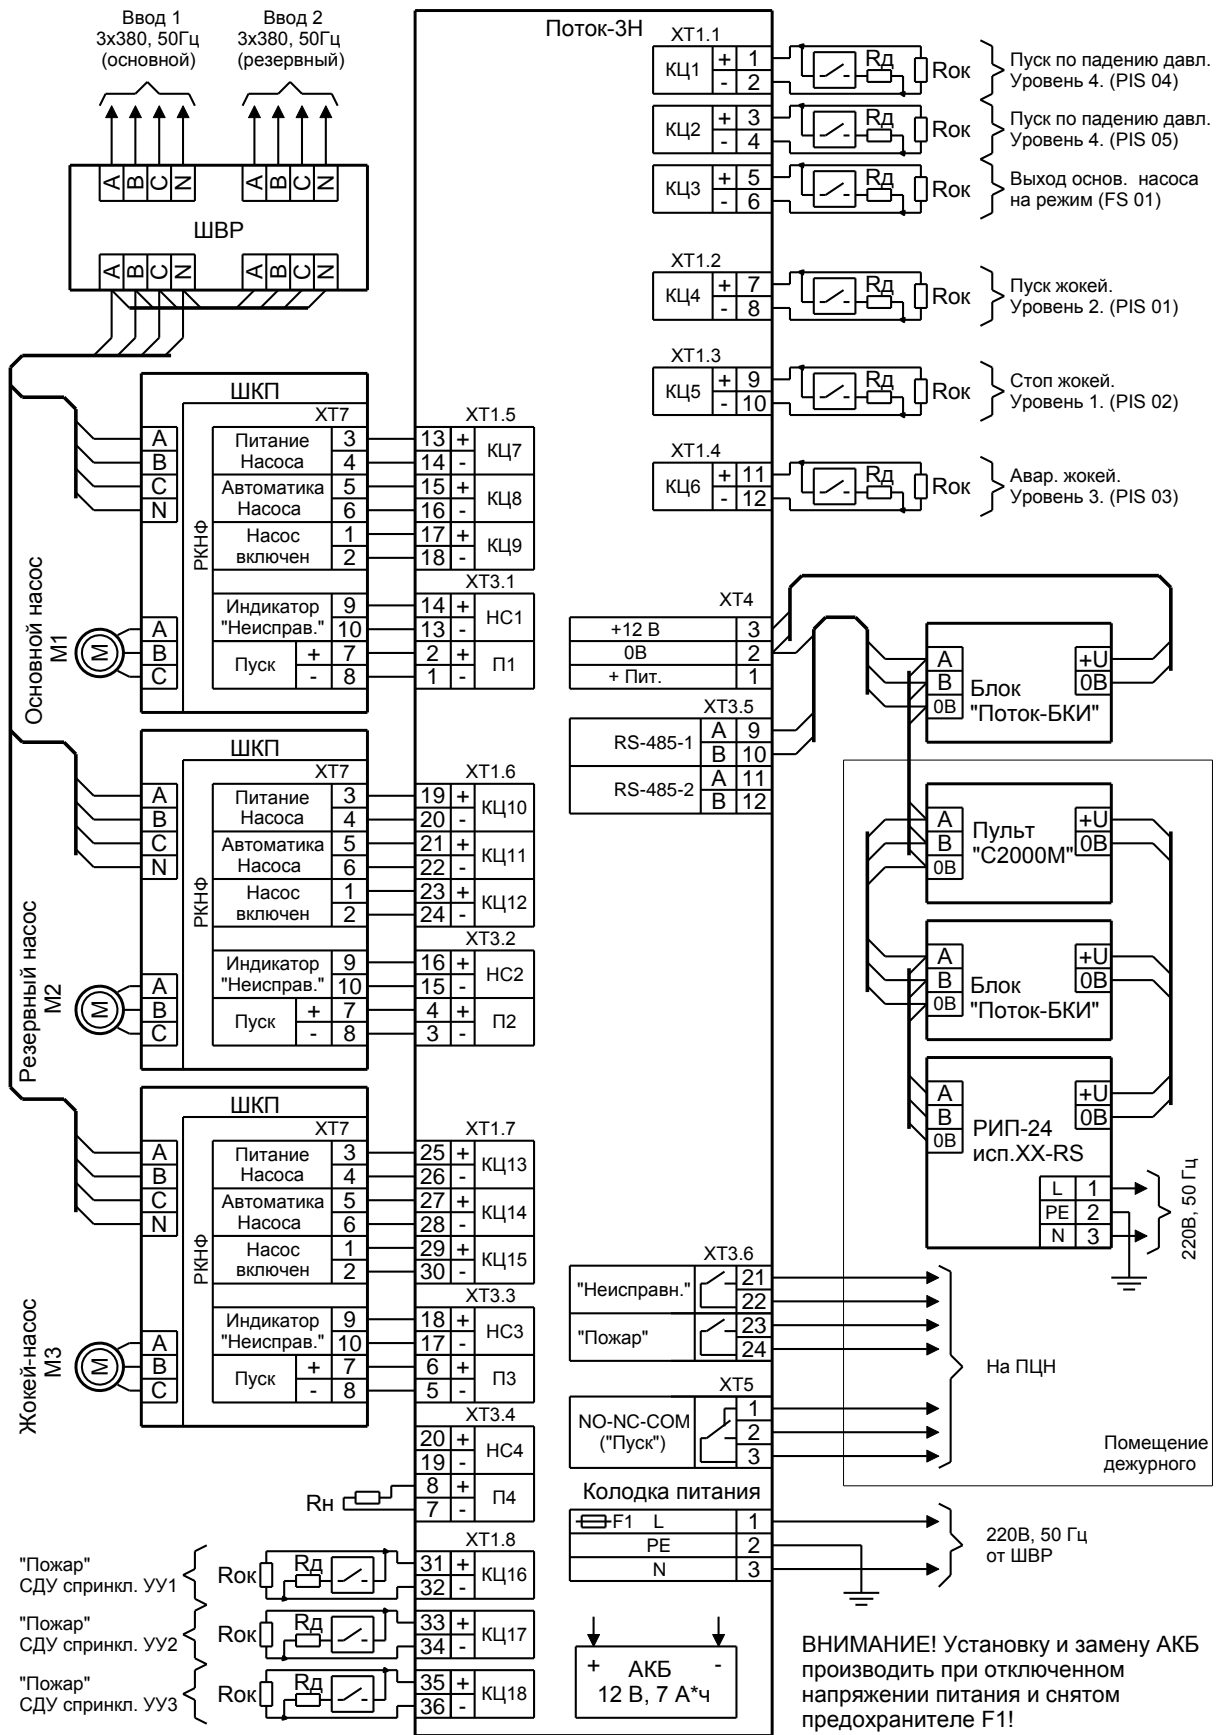 Ввод 1
3х380, 50Гц
(основной)
Ввод 2
3х380, 50Гц
(резервный)
A B C N
A B C N
ШВР
A B C N
A B C N
Поток-3Н
XT1.1
КЦ1 + 1
- 2
Rд
Rок
Пуск по падению давл.
Уровень 4. (PIS 04)
КЦ2 + 3
- 4
Rд
Rок
Пуск по падению давл.
Уровень 4. (PIS 05)
КЦ3 + 5
- 6
Rд
Rок
Выход основ. насоса
на режим (FS 01)
XT1.2
КЦ4 + 7
- 8
Rд
Rок
Пуск жокей.
Уровень 2. (PIS 01)
XT1.3
КЦ5 + 9
- 10
Rд
Rок
Стоп жокей.
Уровень 1. (PIS 02)
XT1.4
КЦ6 + 11
- 12
Rд
Rок
Авар. жокей.
Уровень 3. (PIS 03)
Основной насос
М1
М
ШКП
РКНФ
XT7
A
B
C
N
A
B
C
Питание 3
Насоса 4
Автоматика 5
Насоса 6
Насос 1
включен 2
Индикатор 9
"Неисправ." 10
Пуск + 7
- 8
XT1.5
13 + КЦ7
14 -
15 + КЦ8
16 -
17 + КЦ9
18 -
XT3.1
14 + НС1
13 -
2 + П1
1 -
Резервный насос
М2
М
ШКП
РКНФ
XT7
A
B
C
N
A
B
C
Питание 3
Насоса 4
Автоматика 5
Насоса 6
Насос 1
включен 2
Индикатор 9
"Неисправ." 10
Пуск + 7
- 8
XT1.6
19 + КЦ10
20 -
21 + КЦ11
22 -
23 + КЦ12
24 -
XT3.2
16 + НС2
15 -
4 + П2
3 -
Жокей-насос
М3
М
ШКП
РКНФ
XT7
A
B
C
N
A
B
C
Питание 3
Насоса 4
Автоматика 5
Насоса 6
Насос 1
включен 2
Индикатор 9
"Неисправ." 10
Пуск + 7
- 8
XT1.7
25 + КЦ13
26 -
27 + КЦ14
28 -
29 + КЦ15
30 -
XT3.3
18 + НС3
17 -
6 + П3
5 -
XT3.4
20 + НС4
19 -
8 + П4
7 -
Rн
XT1.8
"Пожар"
СДУ спринкл. УУ1
Rок
Rд
31 + КЦ16
32 -
"Пожар"
СДУ спринкл. УУ2
Rок
Rд
33 + КЦ17
34 -
"Пожар"
СДУ спринкл. УУ3
Rок
Rд
35 + КЦ18
36 -
XT4
+12 В 3
0В 2
+ Пит. 1
XT3.5
RS-485-1 A 9
B 10
RS-485-2 A 11
B 12
A
B
0В
Блок
"Поток-БКИ"
+U
0В
A
B
0В
Пульт
"С2000М"
+U
0В
A
B
0В
Блок
"Поток-БКИ"
+U
0В
A
B
0В
РИП-24
исп.ХХ-RS
+U
0В
L 1
PE 2
N 3
220В, 50 Гц
XT3.6
"Неисправн." 21
22
"Пожар" 23
24
XT5
NO-NC-COM
("Пуск")
1
2
3
На ПЦН
Помещение
дежурного
Колодка питания
F1 L 1
PE 2
N 3
220В, 50 Гц
от ШВР
+ АКБ -
12 В, 7 А*ч
ВНИМАНИЕ! Установку и замену АКБ
производить при отключенном
напряжении питания и снятом
предохранителе F1!